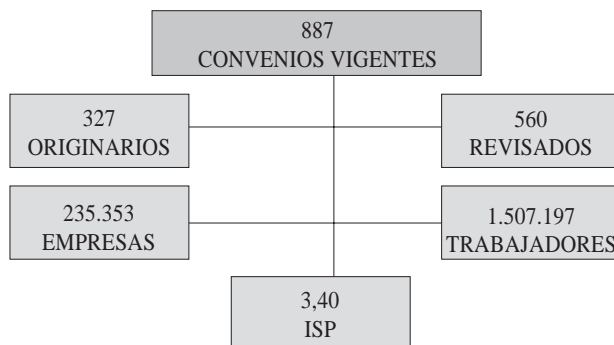 887
CONVENIOS VIGENTES
327
ORIGINARIOS
560
REVISADOS
235.353
EMPRESAS
1.507.197
TRABAJADORES
3,40
ISP